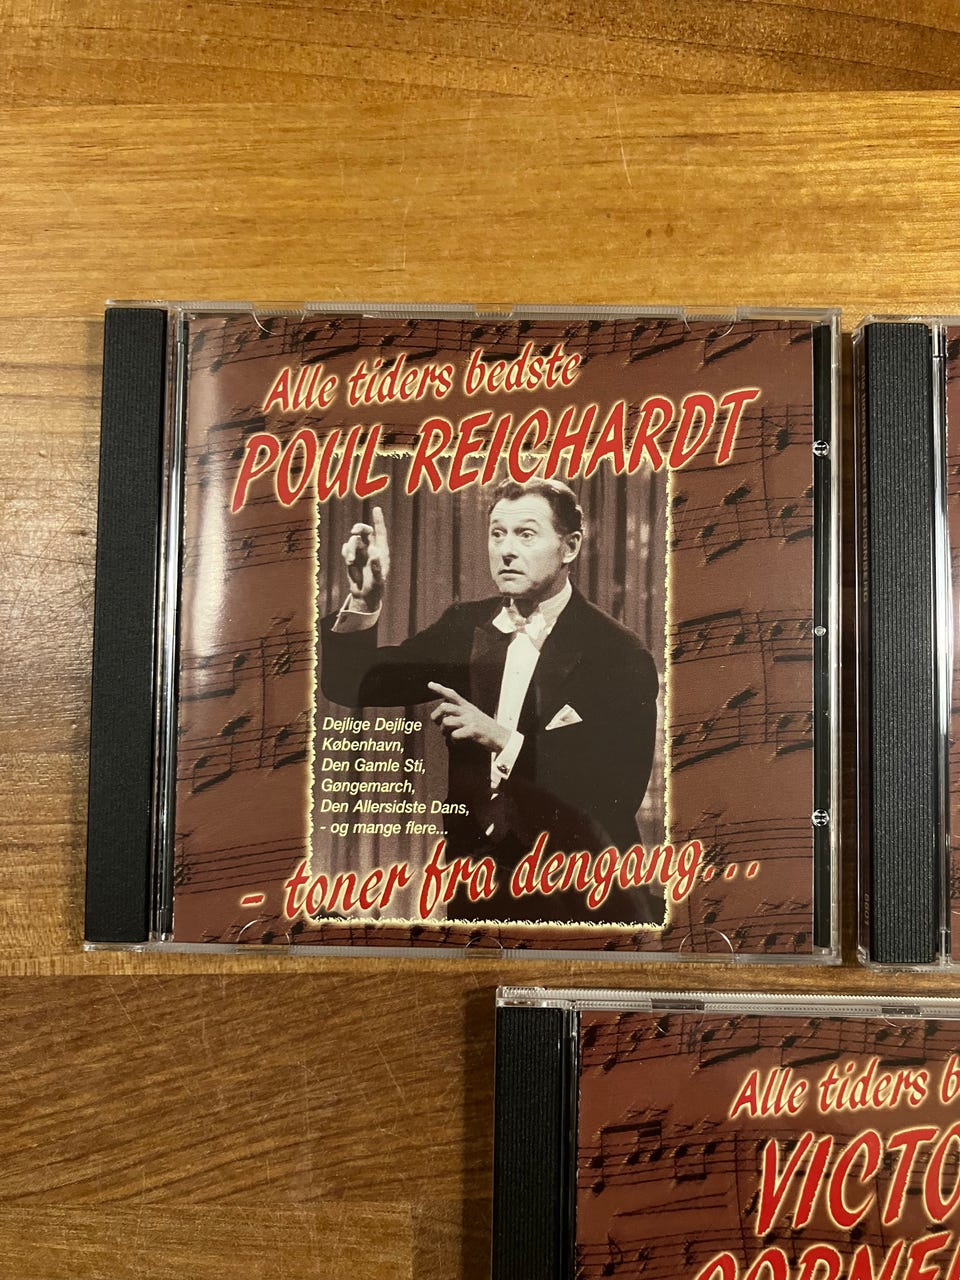 Alle tiders bedste
POUL REICHARDT
Dejlige Dejlige
København,
Den Gamle Sti,
Gøngemarch,
Den Allersidste Dans,
- og mange flere...
- toner fra dengang...
Alle tiders b
VICTO
CORNE